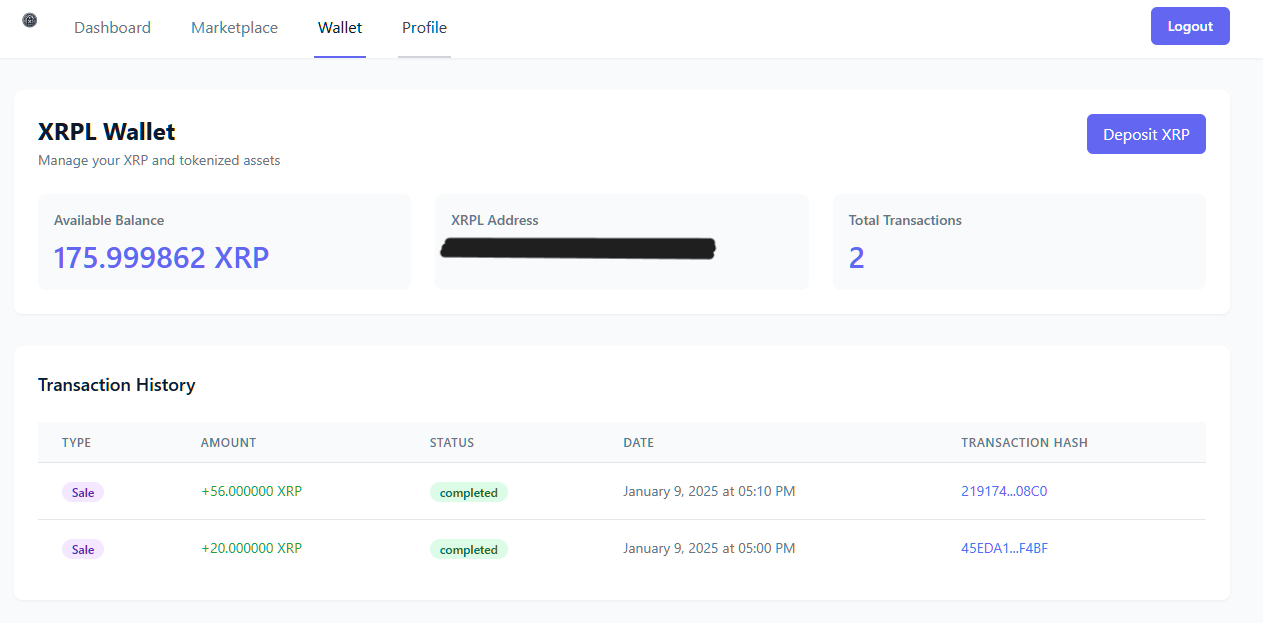 Dashboard Marketplace Wallet Profile Logout
XRPL Wallet
Deposit XRP
Manage your XRP and tokenized assets
Available Balance XRPL Address Total Transactions
175.999862 XRP 2
Transaction History
TYPE AMOUNT STATUS DATE TRANSACTION HASH
Sale +56.000000 XRP completed January 9, 2025 at 05:10 PM 219174...08C0
Sale +20.000000 XRP completed January 9, 2025 at 05:00 PM 45EDA1...F4BF